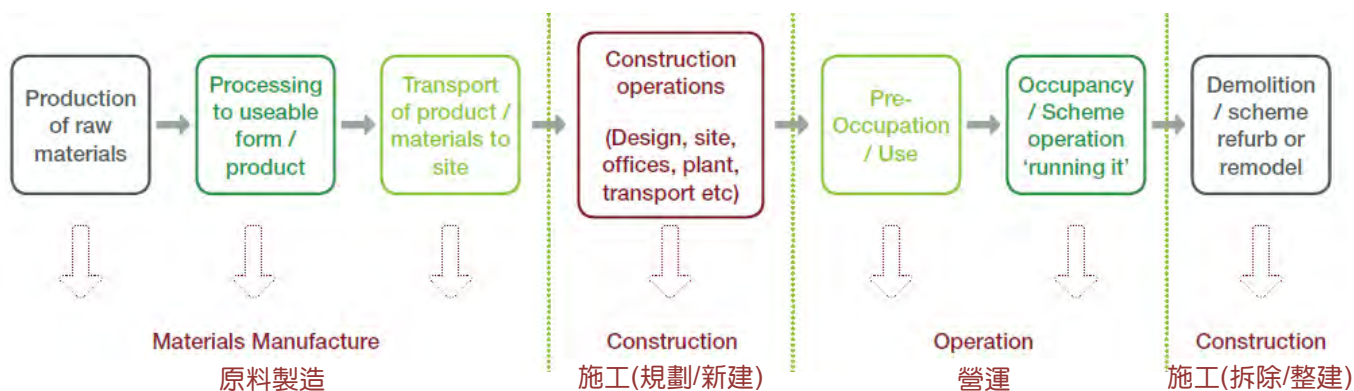 Production
of raw
materials
Processing
to useable
form /
product
Transport
of product /
materials to
site
Construction
operations
(Design, site,
offices, plant,
transport etc)
Pre-
Occupation
/ Use
Occupancy
/ Scheme
operation
‘running it’
Demolition
/ scheme
refurb or
remodel
Materials Manufacture
原料製造
Construction
施工(規劃/新建)
Operation
營運
Construction
施工(拆除/整建)